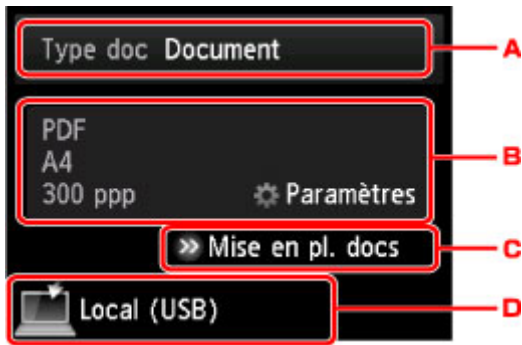 Type doc Document A
PDF
A4
300 ppp Paramètres B
Mise en pl. docs C
Local (USB) D